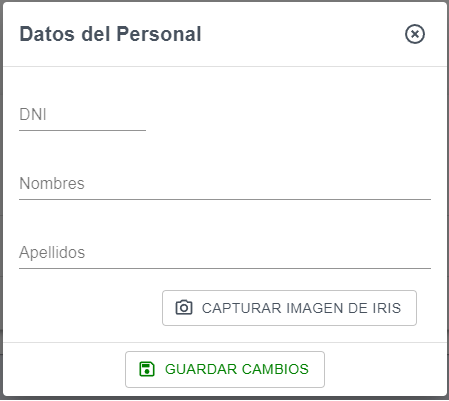 Datos del Personal
DNI
Nombres
Apellidos
CAPTURAR IMAGEN DE IRIS
GUARDAR CAMBIOS